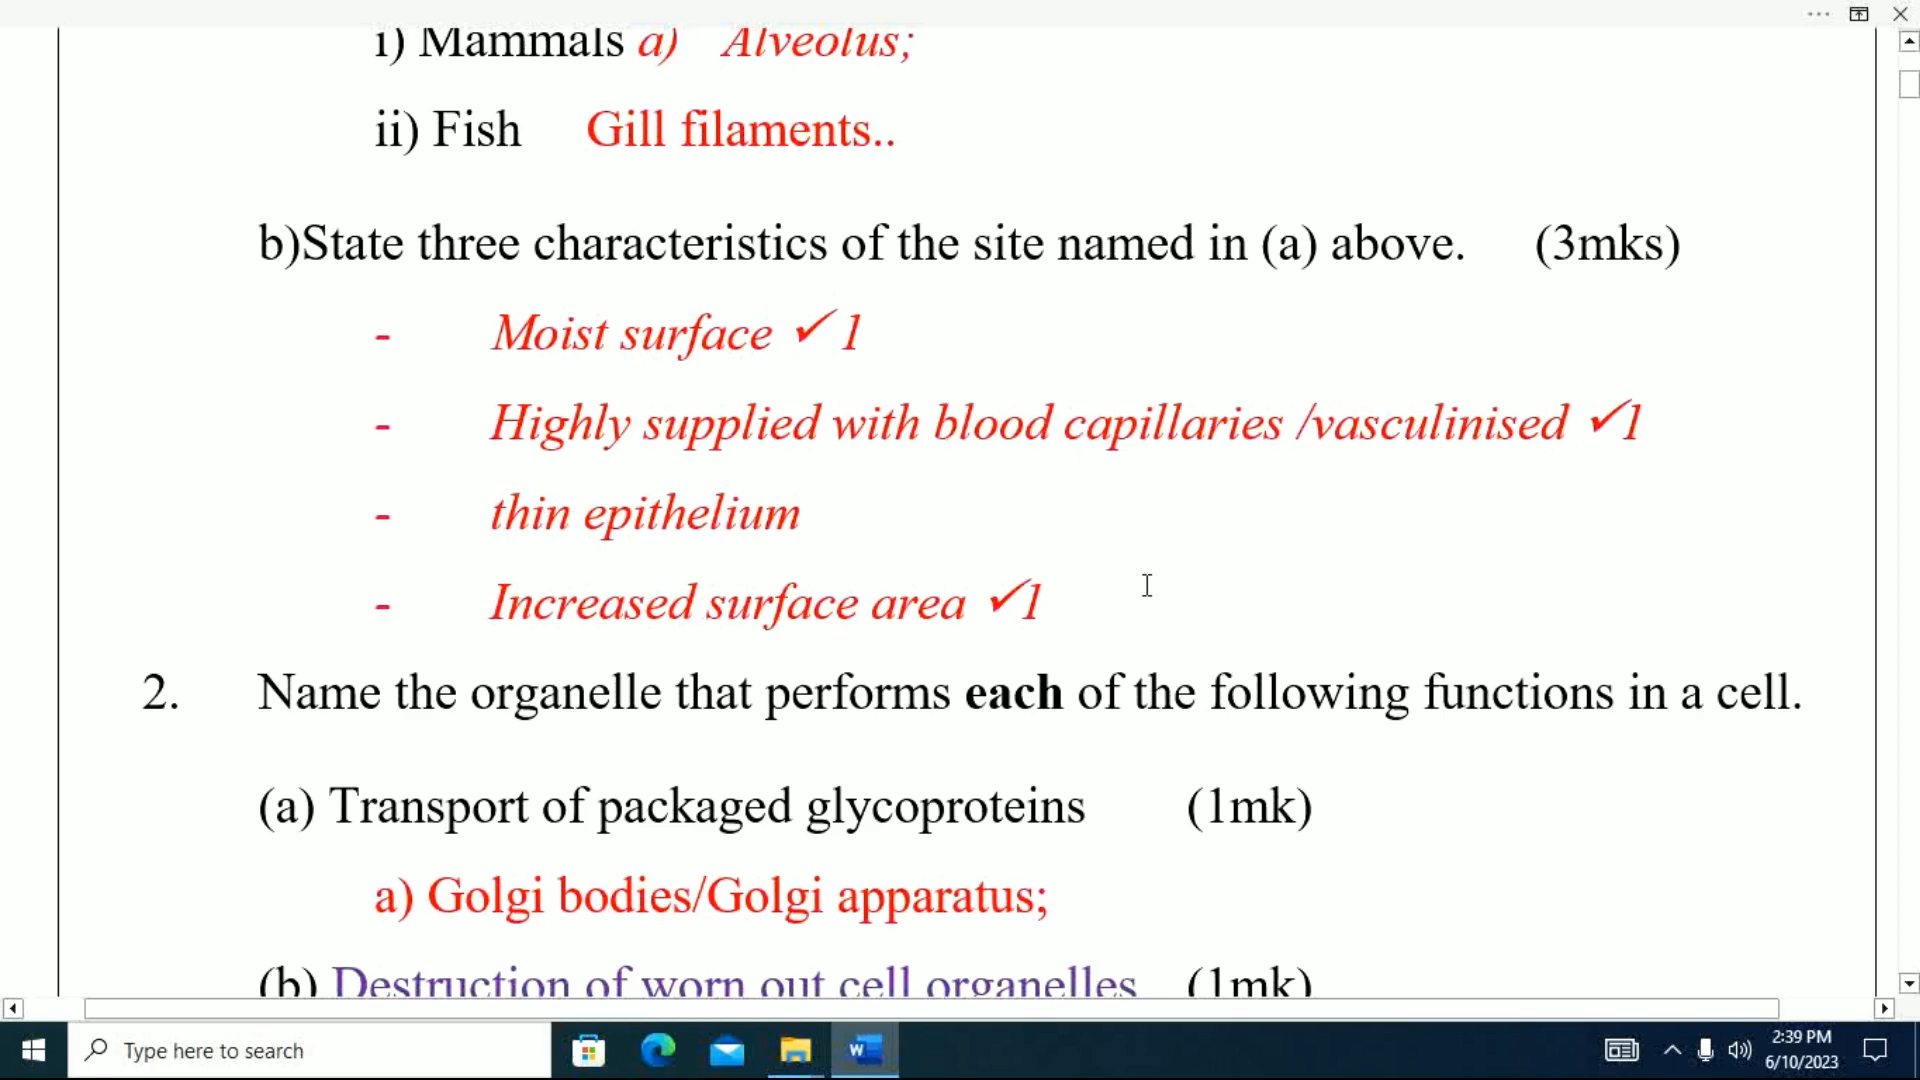 i) Mammals a) Alveolus;
ii) Fish Gill filaments..
b)State three characteristics of the site named in (a) above. (3mks)
- Moist surface ✓ 1
- Highly supplied with blood capillaries /vasculinised ✓1
- thin epithelium
- Increased surface area ✓1
2. Name the organelle that performs each of the following functions in a cell.
(a) Transport of packaged glycoproteins (1mk)
a) Golgi bodies/Golgi apparatus;
(b) Destruction of worn out cell organelles (1mk)
Type here to search
2:39 PM
6/10/2023